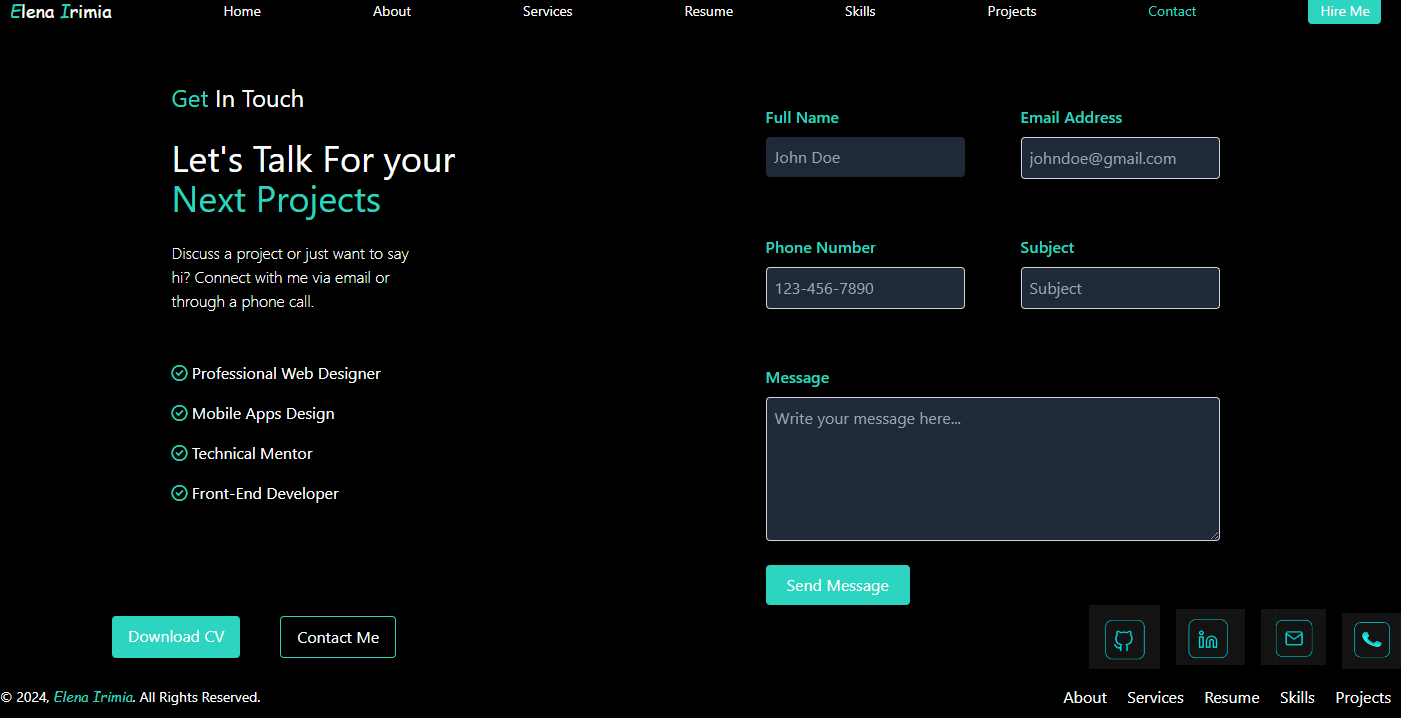 Elena Irimia Home About Services Resume Skills Projects Contact Hire Me
Get In Touch
Let's Talk For your
Next Projects
Discuss a project or just want to say
hi? Connect with me via email or
through a phone call.
Professional Web Designer
Mobile Apps Design
Technical Mentor
Front-End Developer
Full Name Email Address
John Doe johndoe@gmail.com
Phone Number Subject
123-456-7890 Subject
Message
Write your message here...
Send Message
Download CV Contact Me
in
© 2024, Elena Irimia. All Rights Reserved. About Services Resume Skills Projects